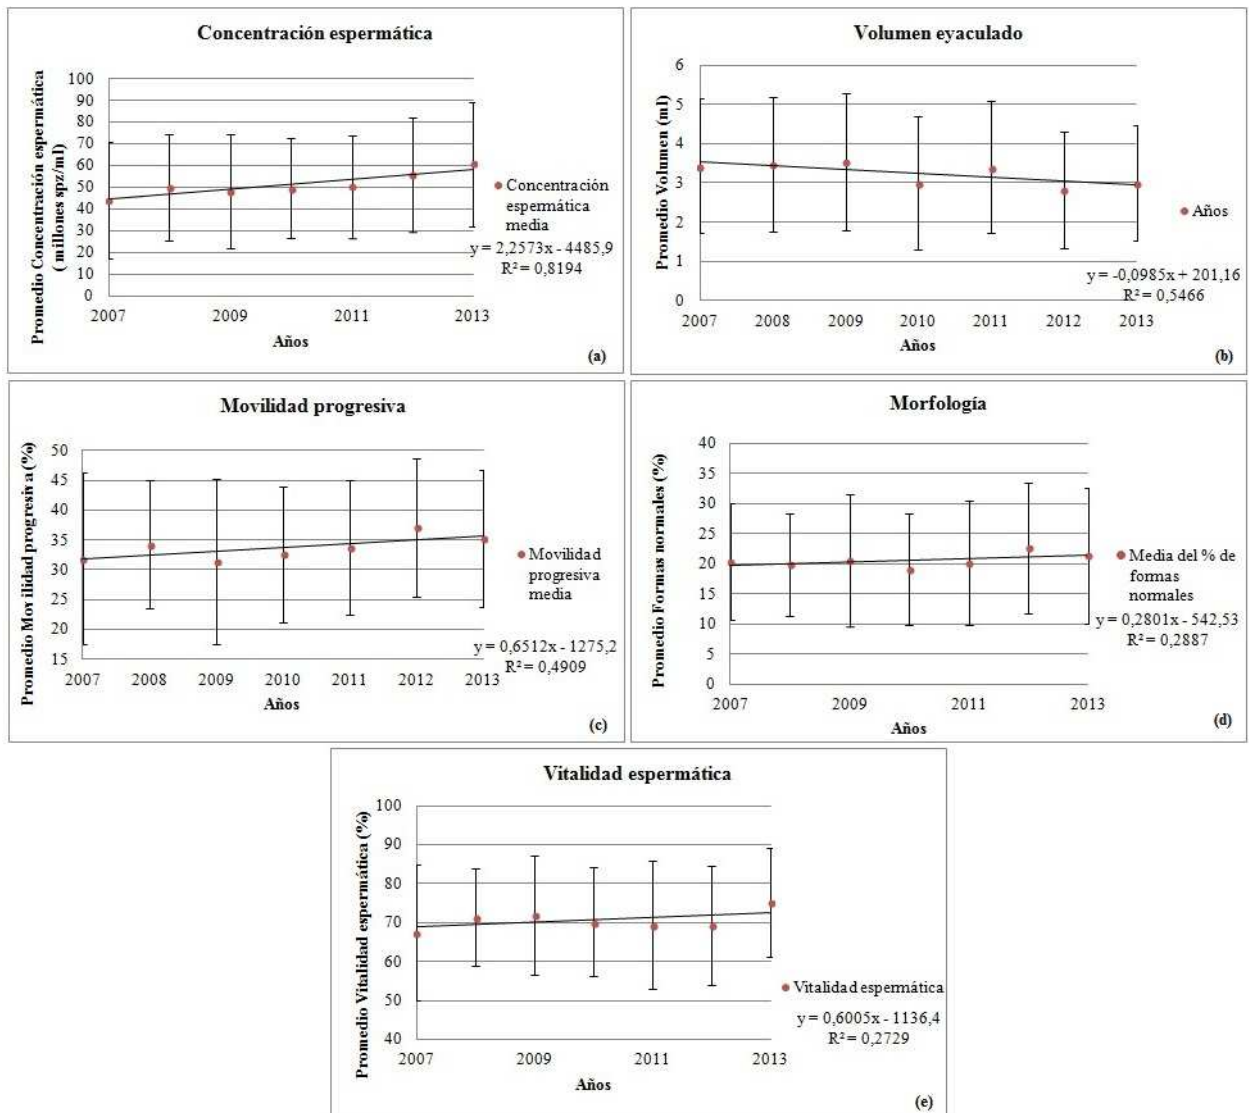 Concentración espermática
Promedio Concentración espermática
( millones spz/ml)
100
90
80
70
60
50
40
30
20
10
0
2007 2009 2011 2013
Años
Concentración
espermática
media
y = 2,2573x - 4485,9
R² = 0,8194
(a)
Volumen eyaculado
Promedio Volumen (ml)
6
5
4
3
2
1
0
2007 2008 2009 2010 2011 2012 2013
Años
Años
y = -0,0985x + 201,16
R² = 0,5466
(b)
Movilidad progresiva
Promedio Movilidad progresiva (%)
50
45
40
35
30
25
20
15
2007 2008 2009 2010 2011 2012 2013
Años
Movilidad
progresiva
media
y = 0,6512x - 1275,2
R² = 0,4909
(c)
Morfología
Promedio Formas normales (%)
40
35
30
25
20
15
10
5
0
2007 2009 2011 2013
Años
Media del % de
formas
normales
y = 0,2801x - 542,53
R² = 0,2887
(d)
Vitalidad espermática
Promedio Vitalidad espermática (%)
100
90
80
70
60
50
40
2007 2009 2011 2013
Años
Vitalidad espermática
y = 0,6005x - 1136,4
R² = 0,2729
(e)